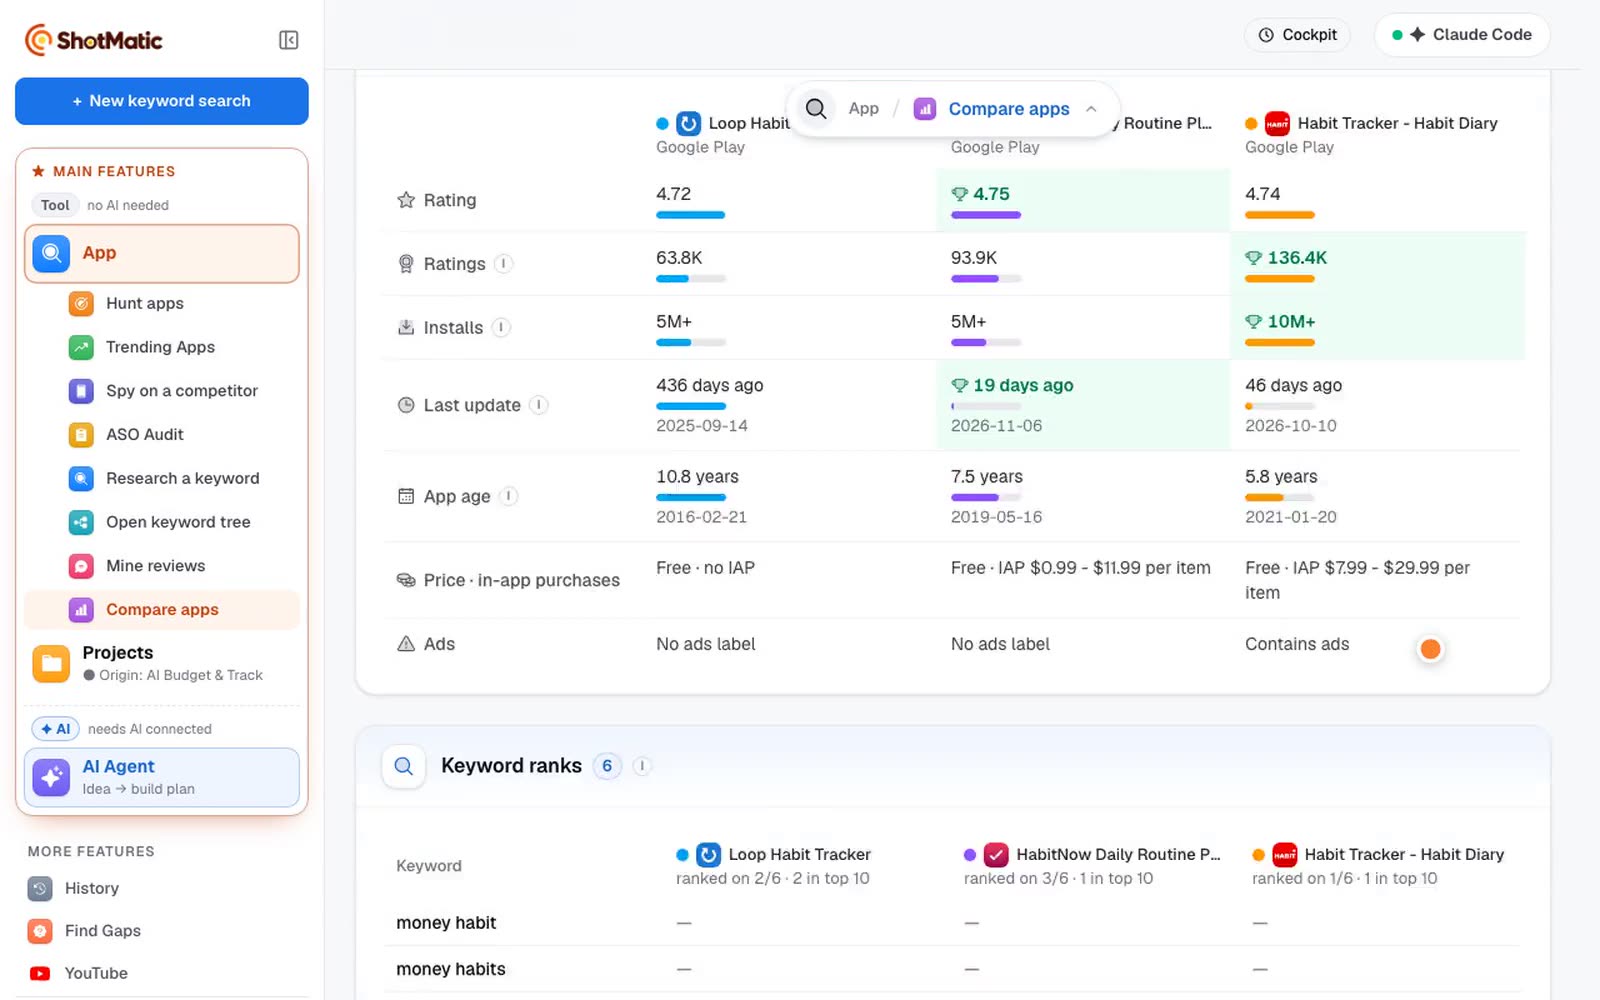 ShotMatic
Cockpit
Claude Code
+ New keyword search
App / Compare apps
MAIN FEATURES
Tool no AI needed
App
Hunt apps
Trending Apps
Spy on a competitor
ASO Audit
Research a keyword
Open keyword tree
Mine reviews
Compare apps
Projects
Origin: AI Budget & Track
AI needs AI connected
AI Agent
Idea → build plan
MORE FEATURES
History
Find Gaps
YouTube
Loop Habit
Google Play
y Routine Pl...
Google Play
HABIT
Habit Tracker - Habit Diary
Google Play
Rating
4.72
4.75
4.74
Ratings
63.8K
93.9K
136.4K
Installs
5M+
5M+
10M+
Last update
436 days ago
2025-09-14
19 days ago
2026-11-06
46 days ago
2026-10-10
App age
10.8 years
2016-02-21
7.5 years
2019-05-16
5.8 years
2021-01-20
Price · in-app purchases
Free · no IAP
Free · IAP $0.99 - $11.99 per item
Free · IAP $7.99 - $29.99 per
item
Ads
No ads label
No ads label
Contains ads
Keyword ranks 6
Keyword
Loop Habit Tracker
ranked on 2/6 · 2 in top 10
HabitNow Daily Routine P...
ranked on 3/6 · 1 in top 10
HABIT
Habit Tracker - Habit Diary
ranked on 1/6 · 1 in top 10
money habit
—
—
—
money habits
—
—
—